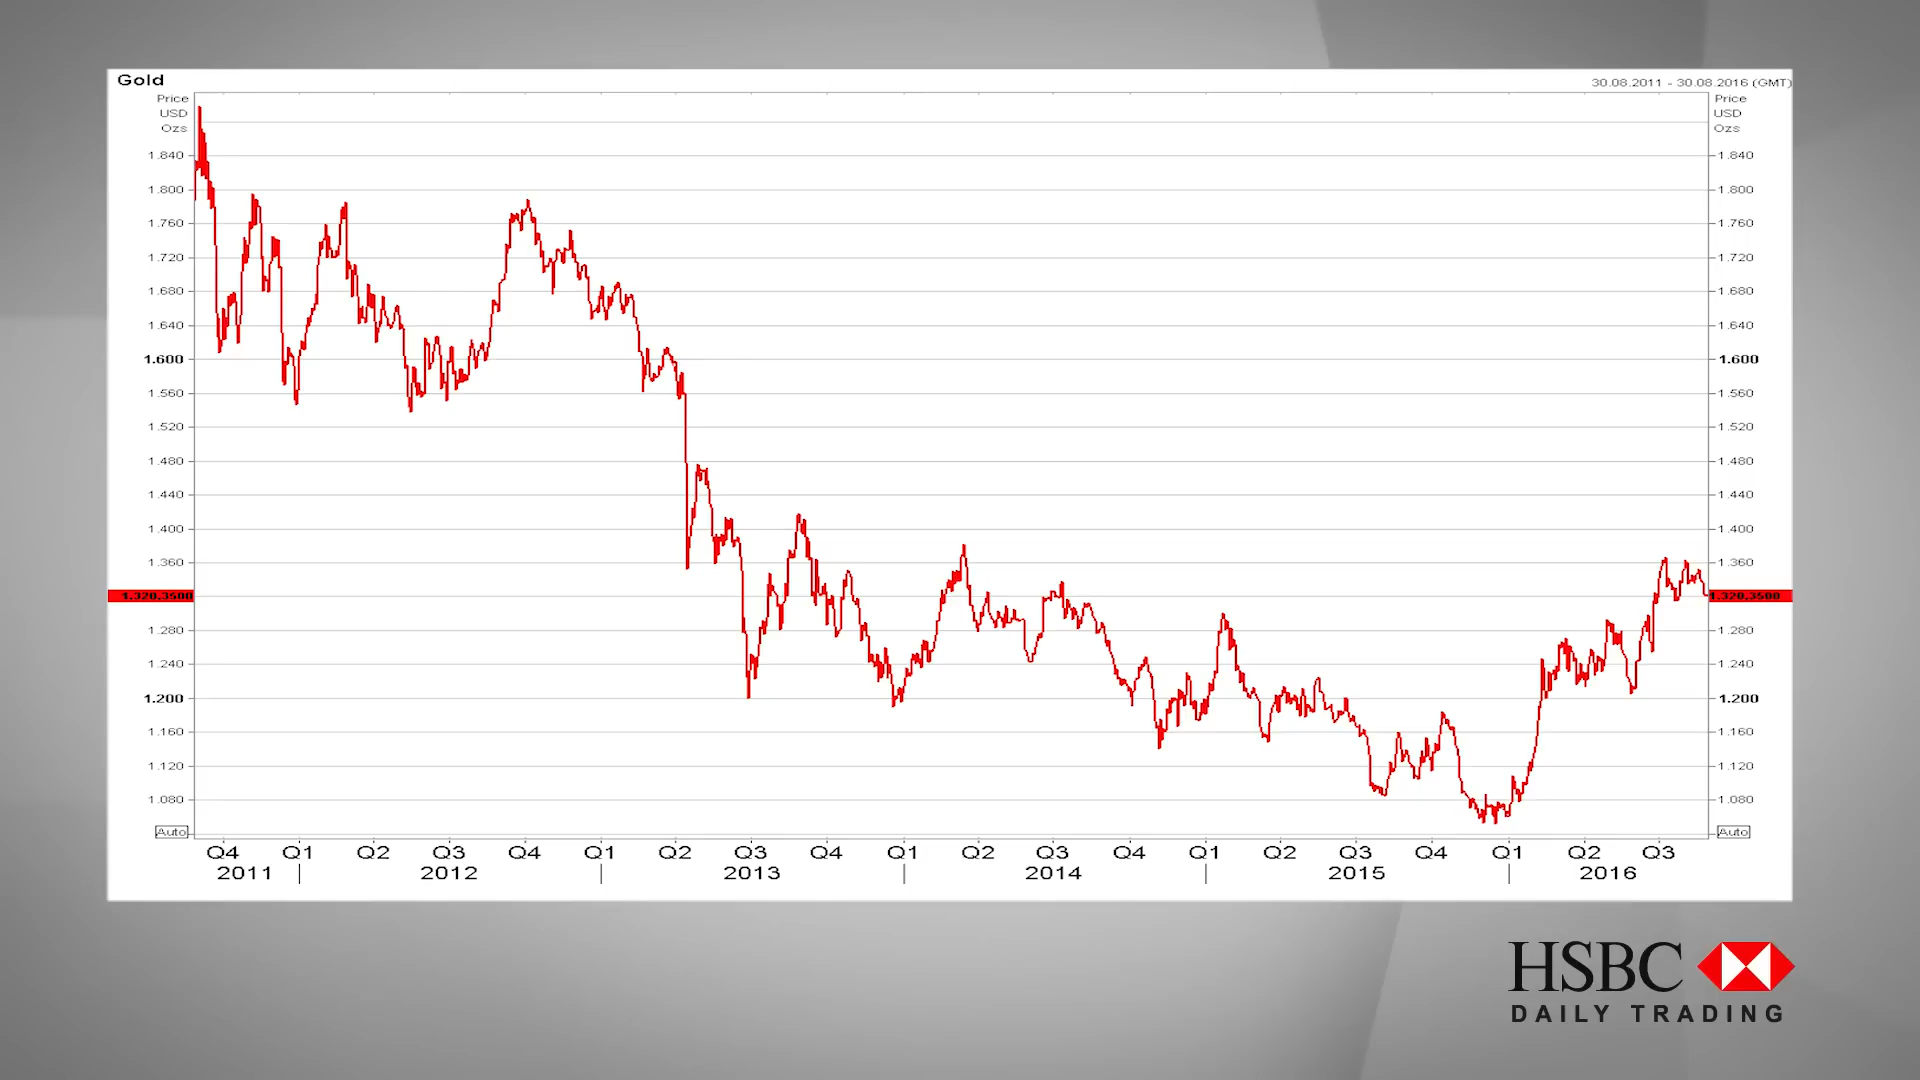 Gold
30.08.2011 - 30.08.2016 (GMT)
Price
USD
Ozs
1.840
1.800
1.760
1.720
1.680
1.640
1.600
1.560
1.520
1.480
1.440
1.400
1.360
1.320,3500
1.280
1.240
1.200
1.160
1.120
1.080
Auto
Price
USD
Ozs
1.840
1.800
1.760
1.720
1.680
1.640
1.600
1.560
1.520
1.480
1.440
1.400
1.360
1.320,3500
1.280
1.240
1.200
1.160
1.120
1.080
Auto
Q4 Q1 Q2 Q3 Q4 Q1 Q2 Q3 Q4 Q1 Q2 Q3 Q4 Q1 Q2 Q3 Q4 Q1 Q2 Q3
2011 2012 2013 2014 2015 2016
HSBC
DAILY TRADING